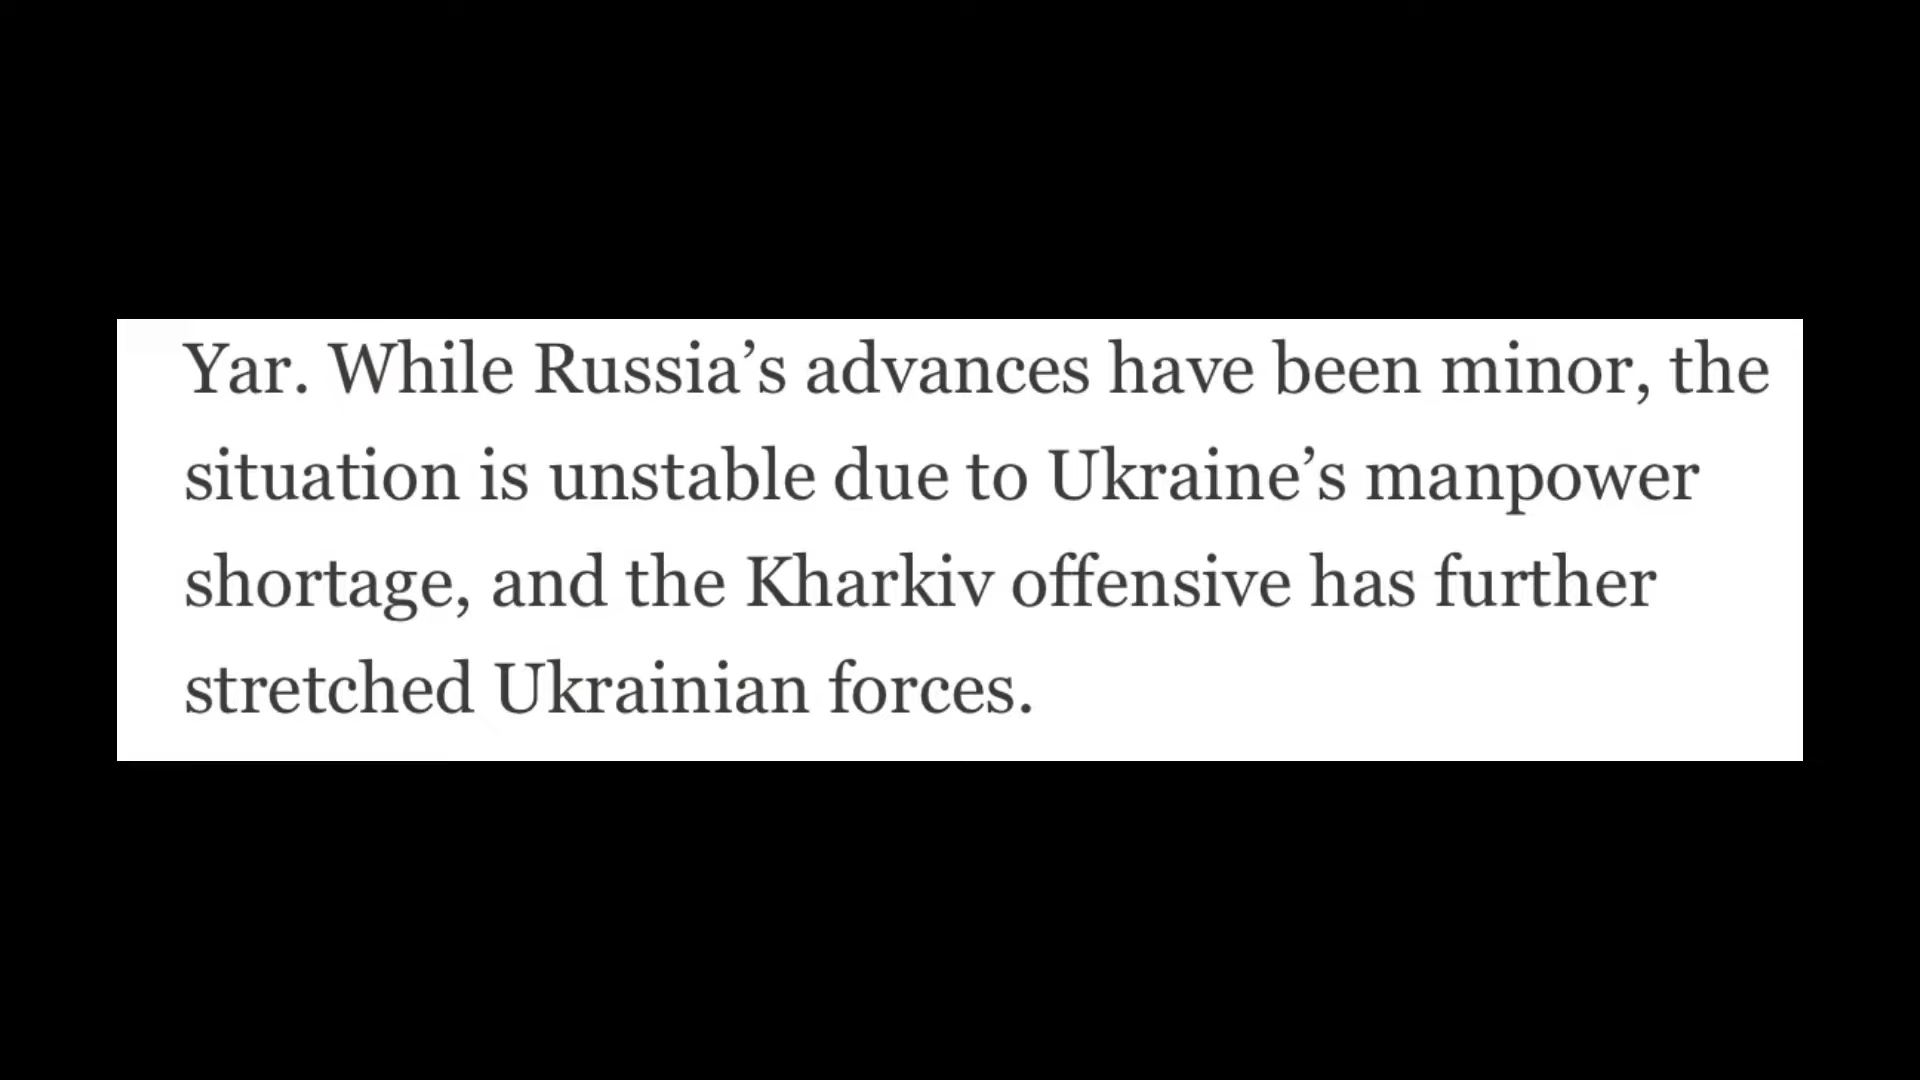 Yar. While Russia’s advances have been minor, the
situation is unstable due to Ukraine’s manpower
shortage, and the Kharkiv offensive has further
stretched Ukrainian forces.